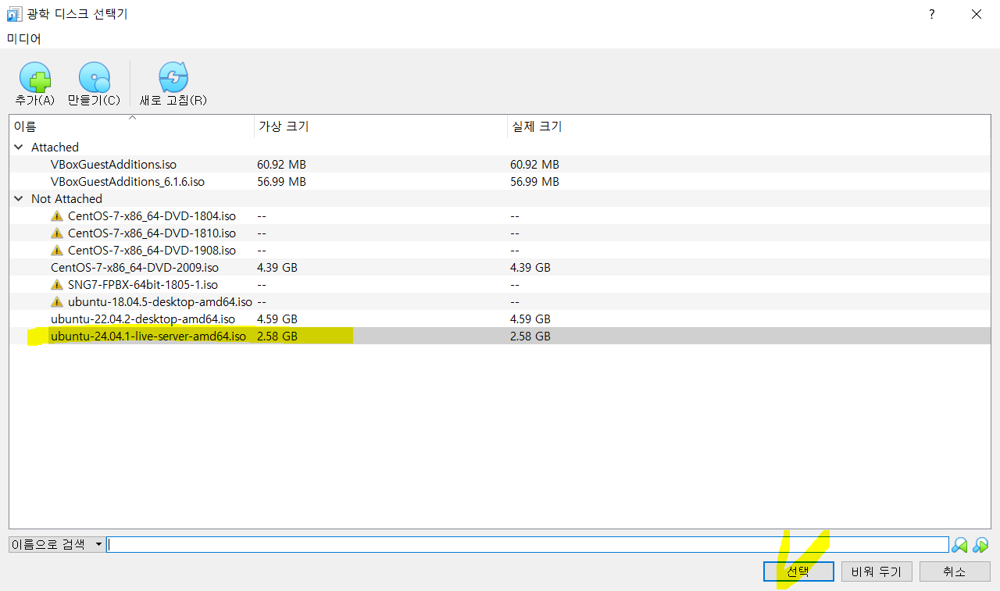 광학 디스크 선택기
?
미디어
추가(A) 만들기(C) 새로 고침(R)
이름 가상 크기 실제 크기
Attached
VBoxGuestAdditions.iso 60.92 MB 60.92 MB
VBoxGuestAdditions_6.1.6.iso 56.99 MB 56.99 MB
Not Attached
CentOS-7-x86_64-DVD-1804.iso -- --
CentOS-7-x86_64-DVD-1810.iso -- --
CentOS-7-x86_64-DVD-1908.iso -- --
CentOS-7-x86_64-DVD-2009.iso 4.39 GB 4.39 GB
SNG7-FPBX-64bit-1805-1.iso -- --
ubuntu-18.04.5-desktop-amd64.iso -- --
ubuntu-22.04.2-desktop-amd64.iso 4.59 GB 4.59 GB
ubuntu-24.04.1-live-server-amd64.iso 2.58 GB 2.58 GB
이름으로 검색
선택 비워 두기 취소